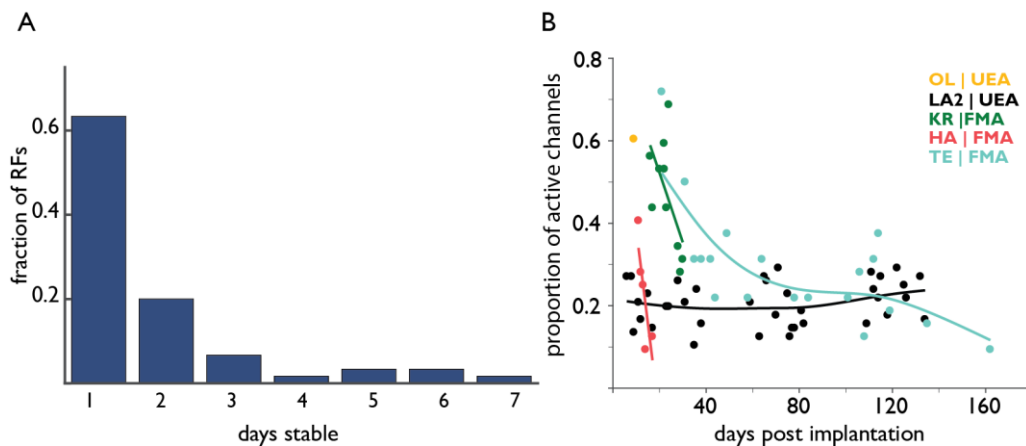 A
fraction of RFs
0.6
0.4
0.2
1 2 3 4 5 6 7
days stable
B
proportion of active channels
0.8
0.6
0.4
0.2
40 80 120 160
days post implantation
OL | UEA
LA2 | UEA
KR |FMA
HA | FMA
TE | FMA